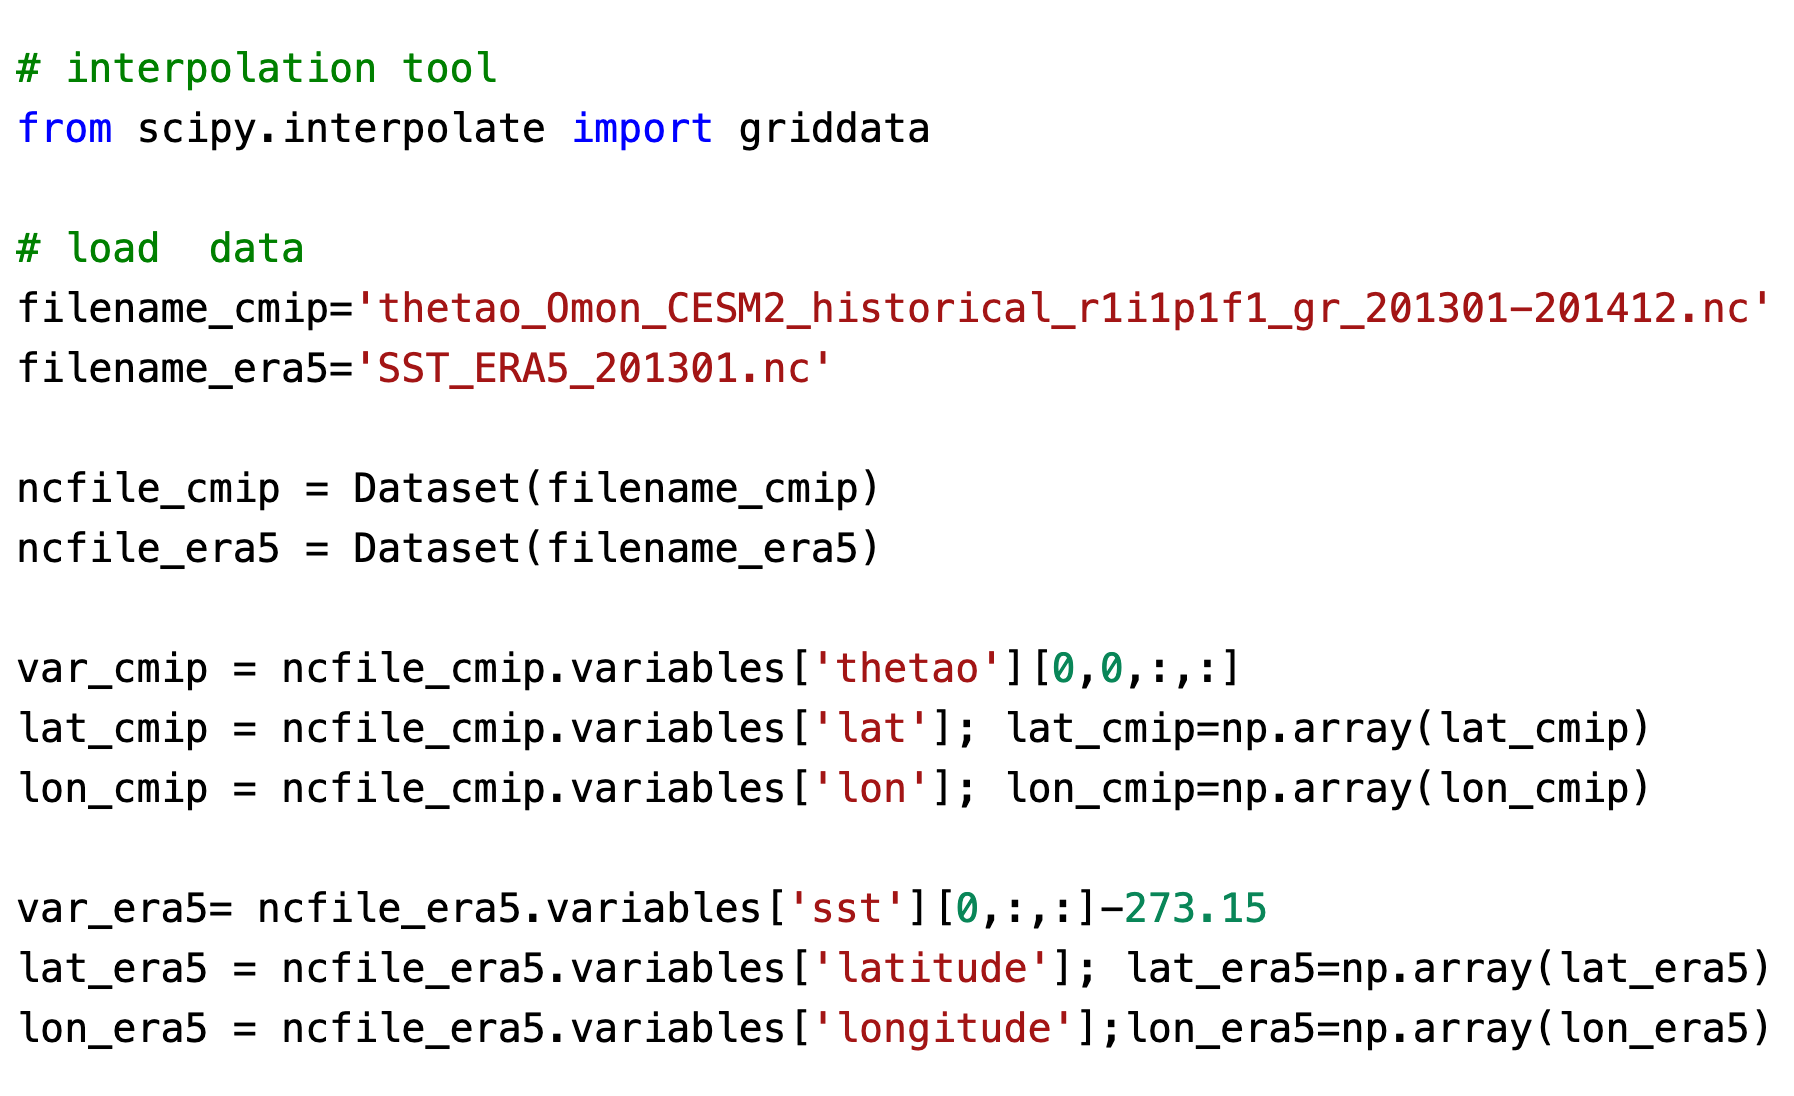 # interpolation tool
from scipy.interpolate import griddata
# load  data
filename_cmip='thetao_Omon_CESM2_historical_r1i1p1f1_gr_201301-201412.nc'
filename_era5='SST_ERA5_201301.nc'
ncfile_cmip = Dataset(filename_cmip)
ncfile_era5 = Dataset(filename_era5)
var_cmip = ncfile_cmip.variables['thetao'][0,0,:,:]
lat_cmip = ncfile_cmip.variables['lat']; lat_cmip=np.array(lat_cmip)
lon_cmip = ncfile_cmip.variables['lon']; lon_cmip=np.array(lon_cmip)
var_era5= ncfile_era5.variables['sst'][0,:,:]-273.15
lat_era5 = ncfile_era5.variables['latitude']; lat_era5=np.array(lat_era5)
lon_era5 = ncfile_era5.variables['longitude'];lon_era5=np.array(lon_era5)